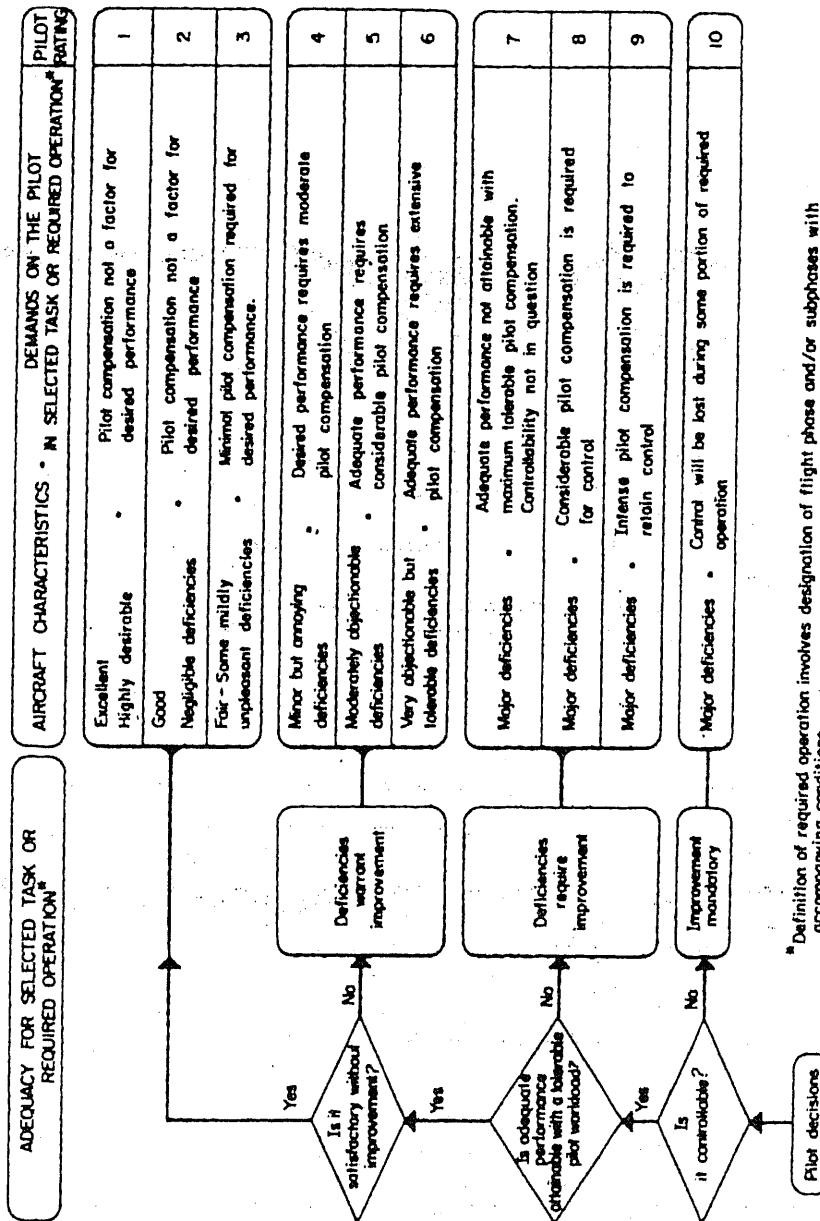 ADEQUACY FOR SELECTED TASK OR
REQUIRED OPERATION*
AIRCRAFT CHARACTERISTICS •
DEMANDS ON THE PILOT
IN SELECTED TASK OR REQUIRED OPERATION*
PILOT
RATING
Excellent
Highly desirable •
Pilot compensation not a factor for
desired performance
1
Good
Negligible deficiencies •
Pilot compensation not a factor for
desired performance
2
Fair - Some mildly
unpleasant deficiencies •
Minimal pilot compensation required for
desired performance.
3
Minor but annoying
deficiencies •
Desired performance requires moderate
pilot compensation
4
Moderately objectionable
deficiencies •
Adequate performance requires
considerable pilot compensation
5
Very objectionable but
tolerable deficiencies •
Adequate performance requires extensive
pilot compensation
6
Major deficiencies •
Adequate performance not attainable with
maximum tolerable pilot compensation.
Controllability not in question
7
Major deficiencies •
Considerable pilot compensation is required
for control
8
Major deficiencies •
Intense pilot compensation is required to
retain control
9
Major deficiencies •
Control will be lost during some portion of required
operation
10
Yes
Is it
satisfactory without
improvement?
No
Deficiencies
warrant
improvement
Yes
Is adequate
performance
attainable with a tolerable
pilot workload?
No
Deficiencies
require
improvement
Yes
Is
it controllable?
No
Improvement
mandatory
Pilot decisions
*Definition of required operation involves designation of flight phase and/or subphases with
accompanying conditions